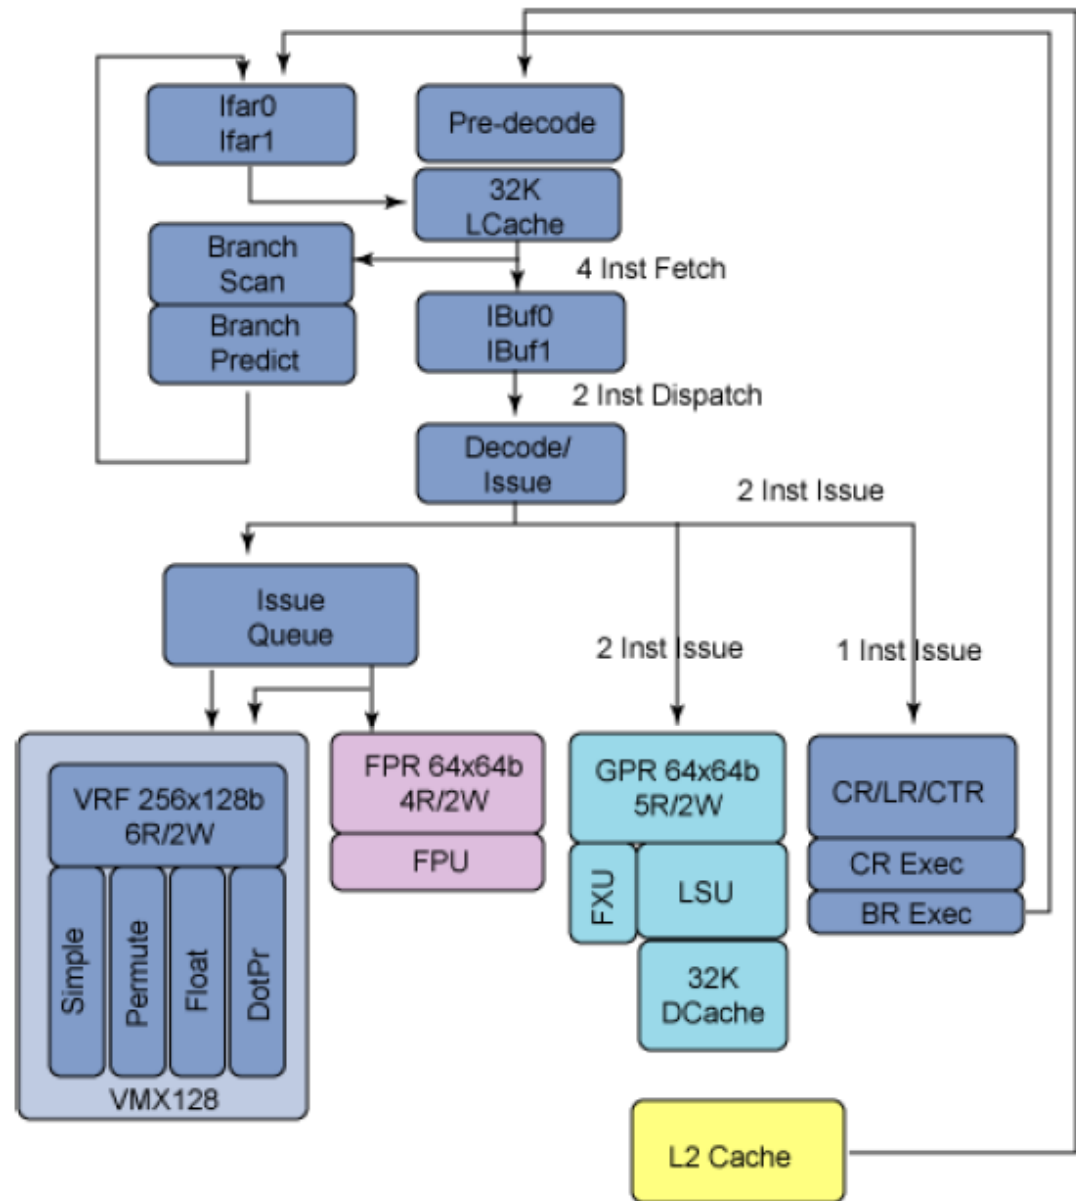 Ifar0
Ifar1
Pre-decode
32K
LCache
Branch
Scan
4 Inst Fetch
Branch
Predict
IBuf0
IBuf1
2 Inst Dispatch
Decode/
Issue
2 Inst Issue
Issue
Queue
2 Inst Issue
1 Inst Issue
VRF 256x128b
6R/2W
Simple
Permute
Float
DotPr
VMX128
FPR 64x64b
4R/2W
FPU
GPR 64x64b
5R/2W
FXU
LSU
32K
DCache
CR/LR/CTR
CR Exec
BR Exec
L2 Cache